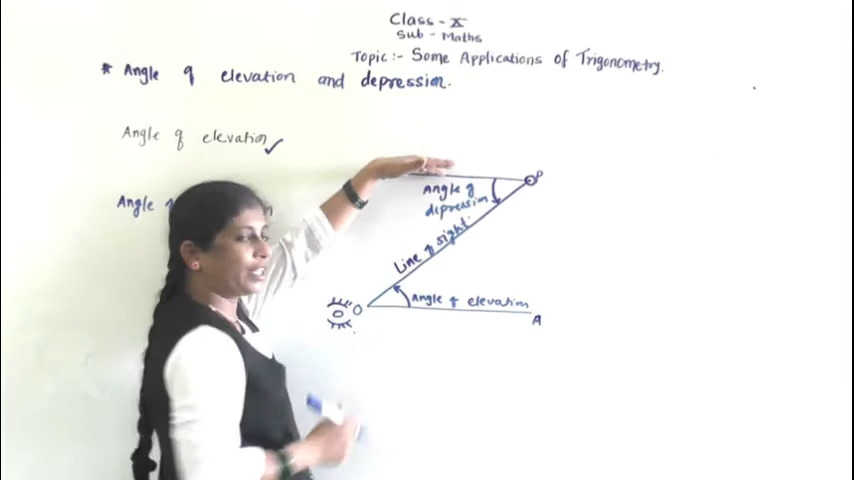 Class - X
Sub - Maths
Topic :- Some Applications of Trigonometry.
* Angle of elevation and depression.
Angle of elevation ✓
Angle
P
Angle of
depression
Line of sight
O
Angle of elevation
A